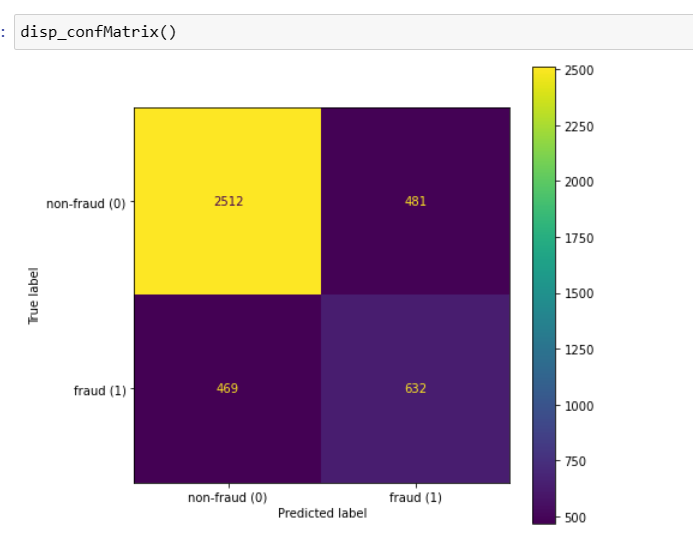 : disp_confMatrix()
2500
2250
2000
non-fraud (0) 2512 481
1750
1500
True label
1250
fraud (1) 469 632
1000
750
500
non-fraud (0) fraud (1)
Predicted label